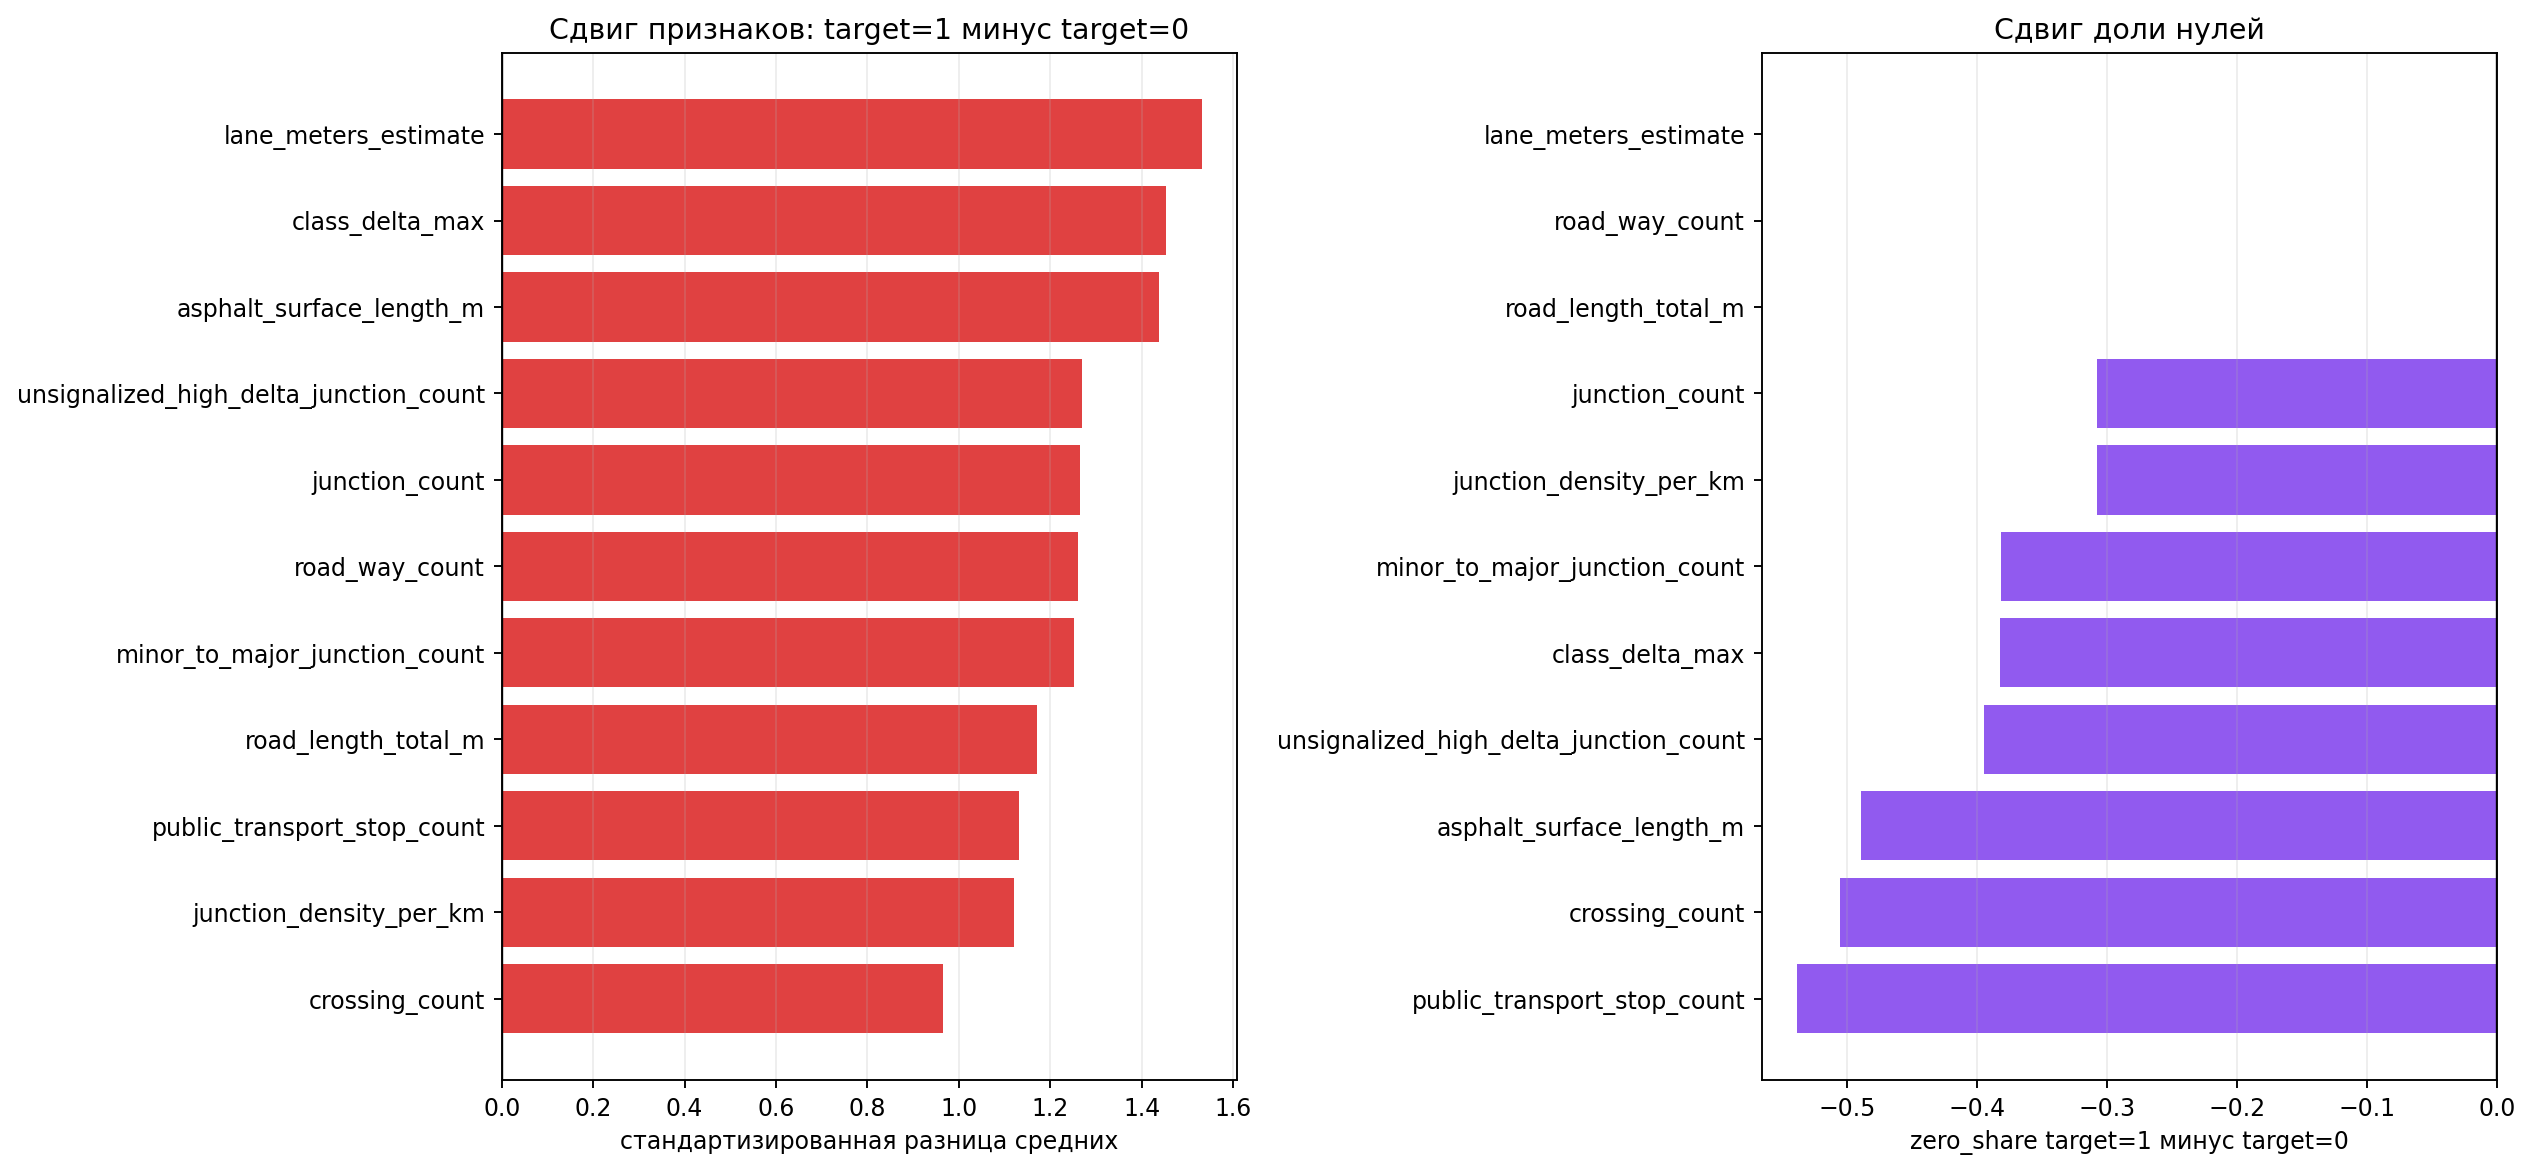 Сдвиг признаков: target=1 минус target=0
lane_meters_estimate
class_delta_max
asphalt_surface_length_m
unsignalized_high_delta_junction_count
junction_count
road_way_count
minor_to_major_junction_count
road_length_total_m
public_transport_stop_count
junction_density_per_km
crossing_count
0.0 0.2 0.4 0.6 0.8 1.0 1.2 1.4 1.6
стандартизированная разница средних
Сдвиг доли нулей
lane_meters_estimate
road_way_count
road_length_total_m
junction_count
junction_density_per_km
minor_to_major_junction_count
class_delta_max
unsignalized_high_delta_junction_count
asphalt_surface_length_m
crossing_count
public_transport_stop_count
−0.5 −0.4 −0.3 −0.2 −0.1 0.0
zero_share target=1 минус target=0